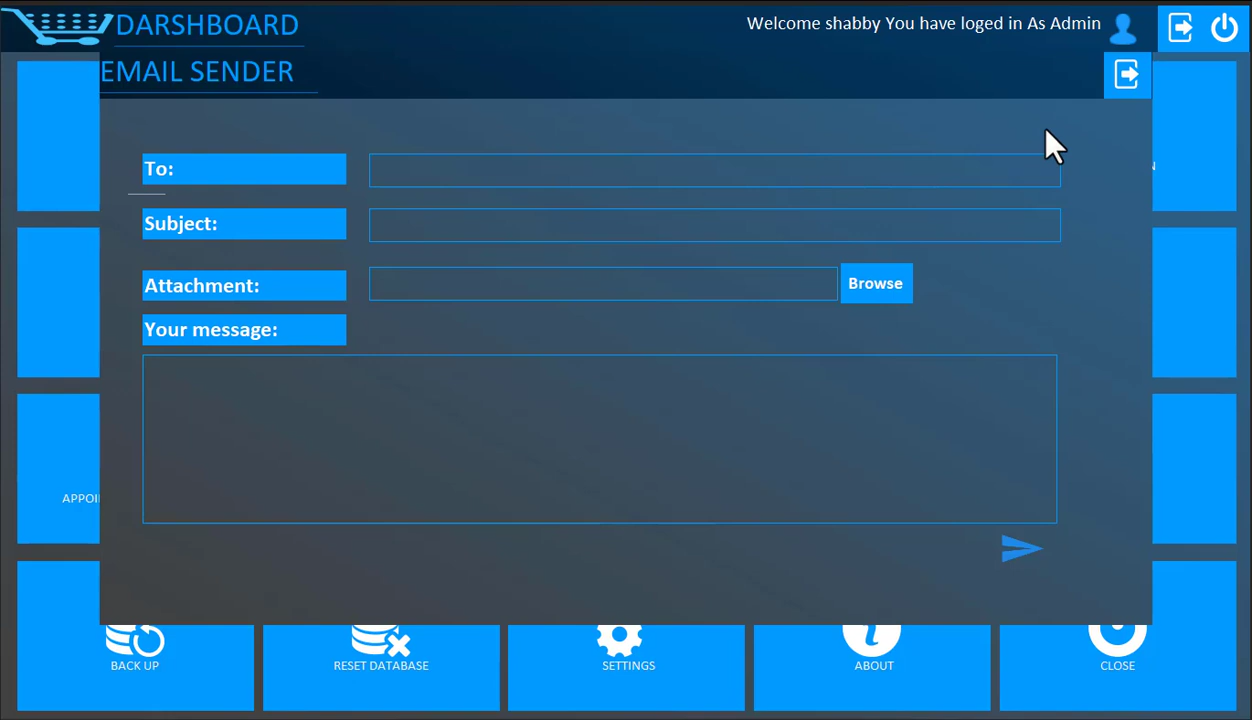 DARSHBOARD
Welcome shabby You have loged in As Admin
EMAIL SENDER
To:
Subject:
Attachment:
Browse
Your message:
APPOI
BACK UP
RESET DATABASE
SETTINGS
ABOUT
CLOSE